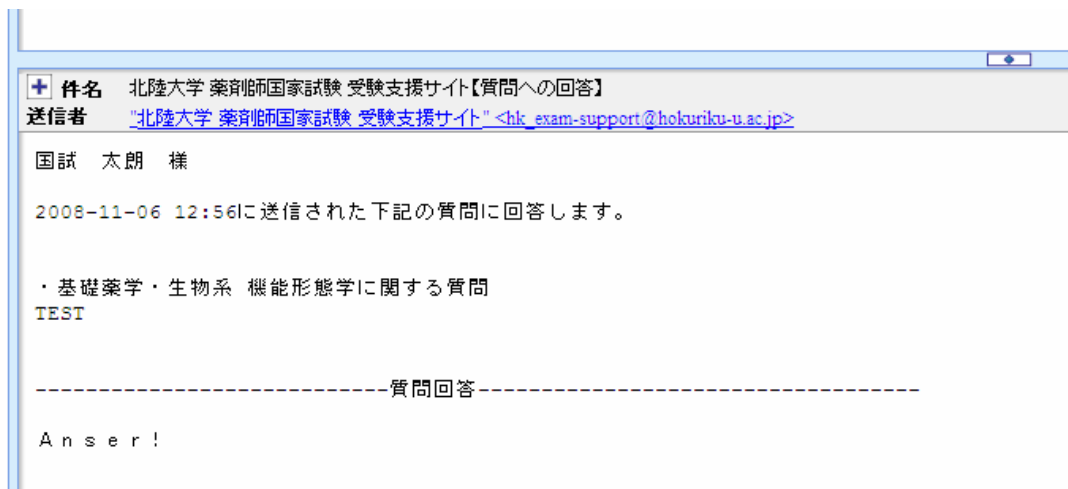 件名 北陸大学 薬剤師国家試験 受験支援サイト【質問への回答】
送信者 "北陸大学 薬剤師国家試験 受験支援サイト" <hk_exam-support@hokuriku-u.ac.jp>
国試　太朗　様
2008-11-06 12:56に送信された下記の質問に回答します。
・基礎薬学・生物系 機能形態学に関する質問
TEST
----------------------------質問回答-----------------------------------
Ａｎｓｅｒ！